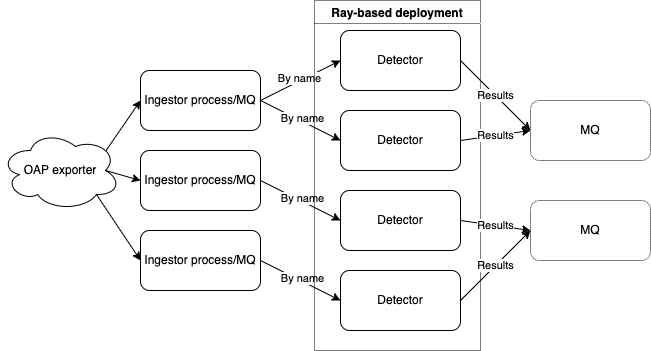 Ray-based deployment
Detector
By name
Results
Ingestor process/MQ
MQ
By name
Detector
Results
OAP exporter
Ingestor process/MQ
By name
Detector
Results
MQ
Ingestor process/MQ
By name
Results
Detector